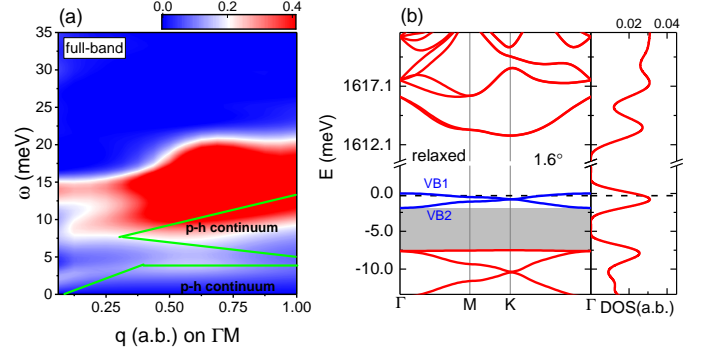 (a)
0.0 0.2 0.4
full-band
35
30
25
20
15
10
5
0
ω (meV)
p-h continuum
p-h continuum
0.25 0.50 0.75 1.00
q (a.b.) on ΓM
(b)
0.02 0.04
1617.1
1612.1
0.0
-5.0
-10.0
E (meV)
relaxed 1.6°
VB1
VB2
Γ M K Γ
DOS(a.b.)